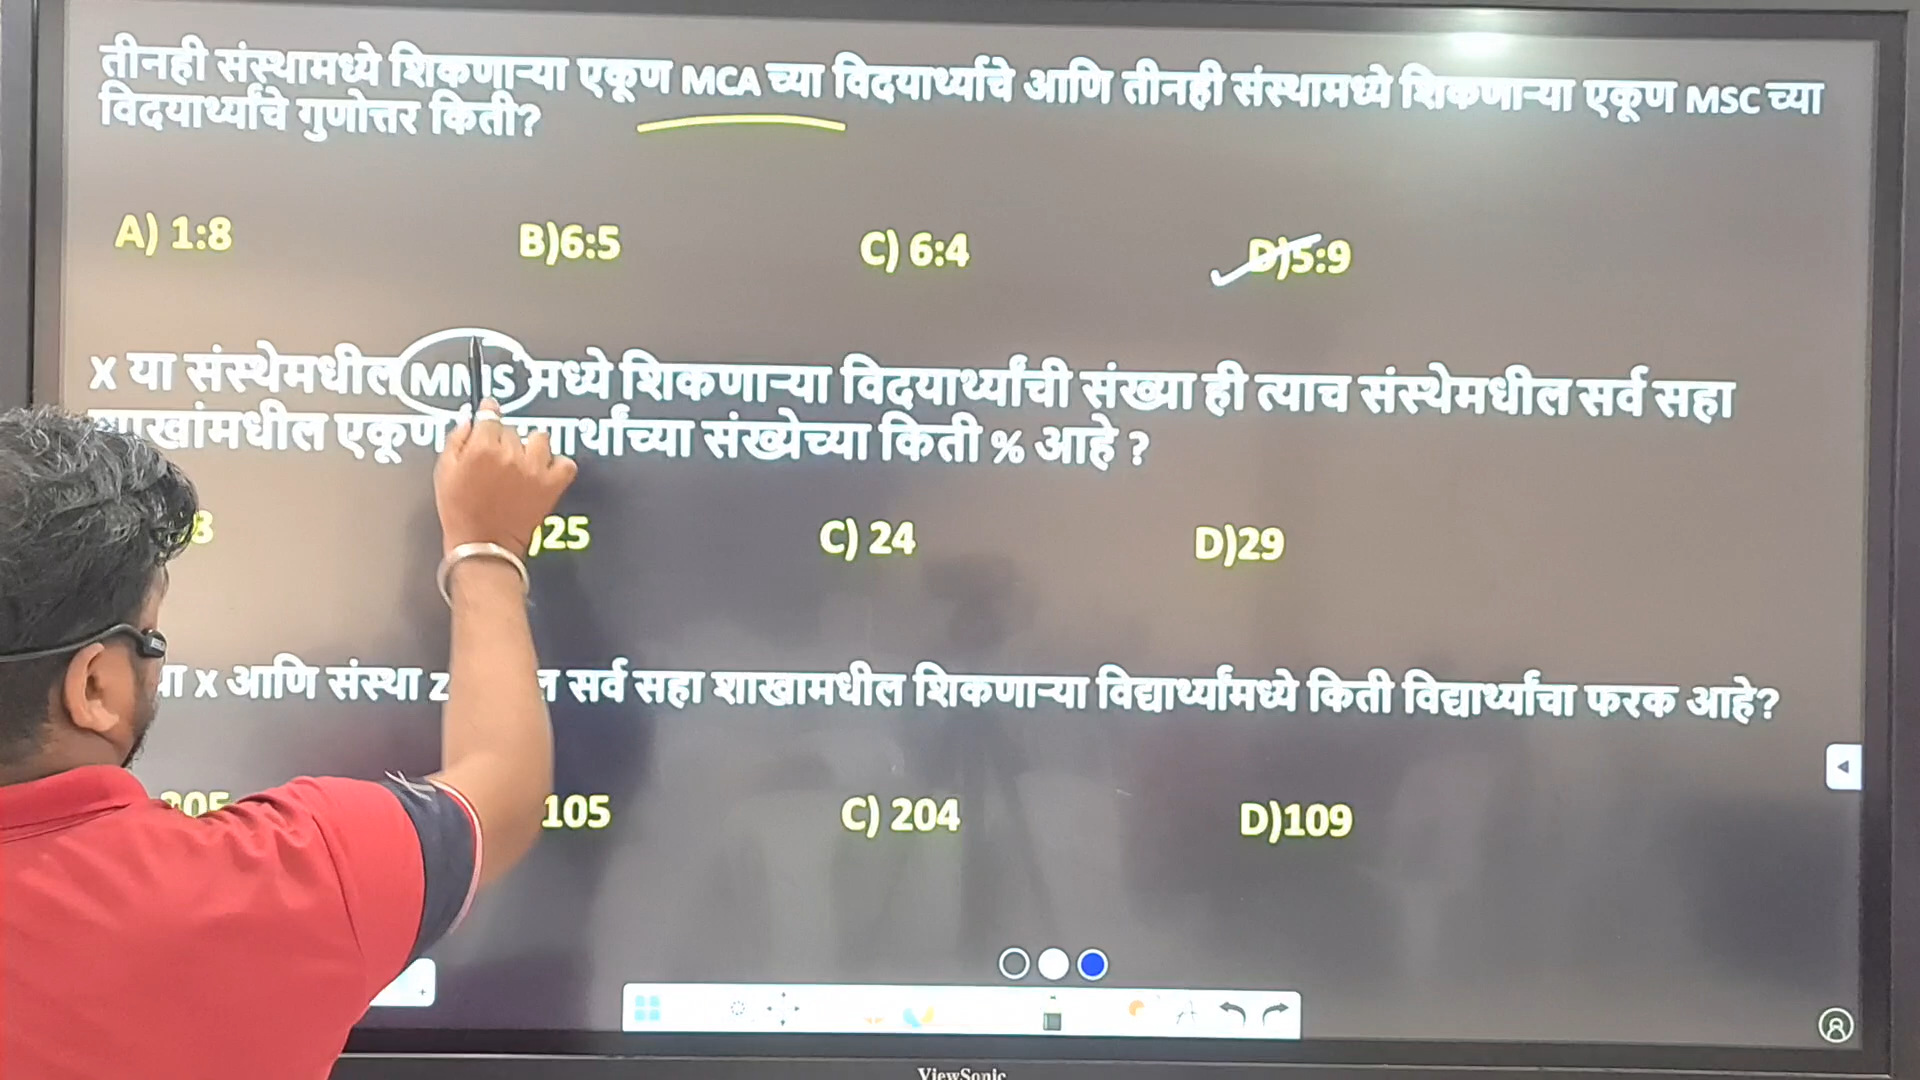 तीनही संस्थामध्ये शिकणाऱ्या एकूण MCA च्या विदयार्थ्याचे आणि तीनही संस्थामध्ये शिकणाऱ्या एकूण MSC च्या
विदयार्थ्यांचे गुणोत्तर किती?
A) 1:8 B)6:5 C) 6:4 D)5:9
X या संस्थेमधील MMS मध्ये शिकणाऱ्या विदयार्थ्यांची संख्या ही त्याच संस्थेमधील सर्व सहा
शाखांमधील एकूण संख्येच्या किती % आहे ?
3 )25 C) 24 D)29
x आणि संस्था z सर्व सहा शाखामधील शिकणाऱ्या विद्यार्थ्यांमध्ये किती विद्यार्थ्यांचा फरक आहे?
105 C) 204 D)109
ViewSonic